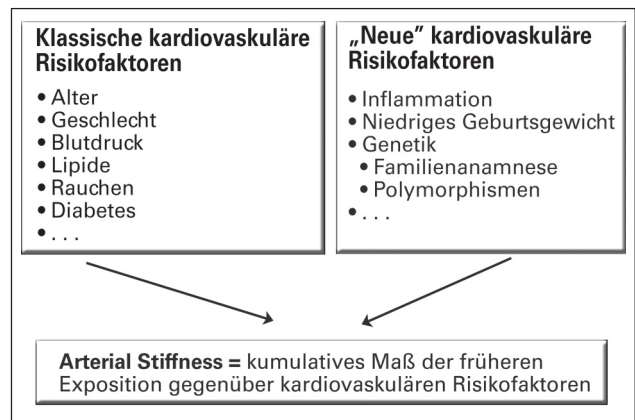 Klassische kardiovaskuläre
Risikofaktoren
• Alter
• Geschlecht
• Blutdruck
• Lipide
• Rauchen
• Diabetes
• . . .
„Neue” kardiovaskuläre
Risikofaktoren
• Inflammation
• Niedriges Geburtsgewicht
• Genetik
• Familienanamnese
• Polymorphismen
• . . .
Arterial Stiffness = kumulatives Maß der früheren
Exposition gegenüber kardiovaskulären Risikofaktoren